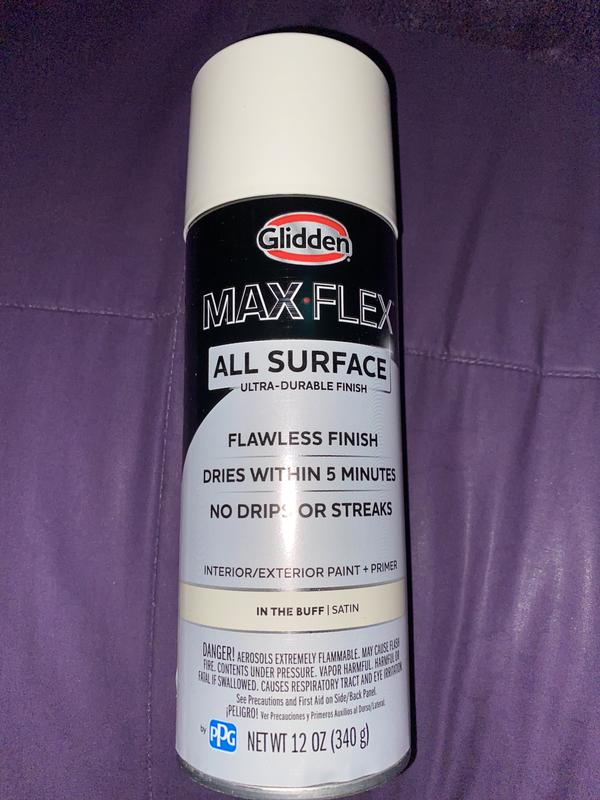 Glidden
MAX·FLEX
ALL SURFACE
ULTRA-DURABLE FINISH
FLAWLESS FINISH
DRIES WITHIN 5 MINUTES
NO DRIPS OR STREAKS
INTERIOR/EXTERIOR PAINT + PRIMER
IN THE BUFF | SATIN
DANGER! AEROSOLS EXTREMELY FLAMMABLE. MAY CAUSE FLASH
FIRE. CONTENTS UNDER PRESSURE. VAPOR HARMFUL. HARMFUL OR
FATAL IF SWALLOWED. CAUSES RESPIRATORY TRACT AND EYE IRRITATION.
See Precautions and First Aid on Side/Back Panel.
¡PELIGRO! Ver Precauciones y Primeros Auxilios al Dorso/Lateral.
by PPG NET WT 12 OZ (340 g)